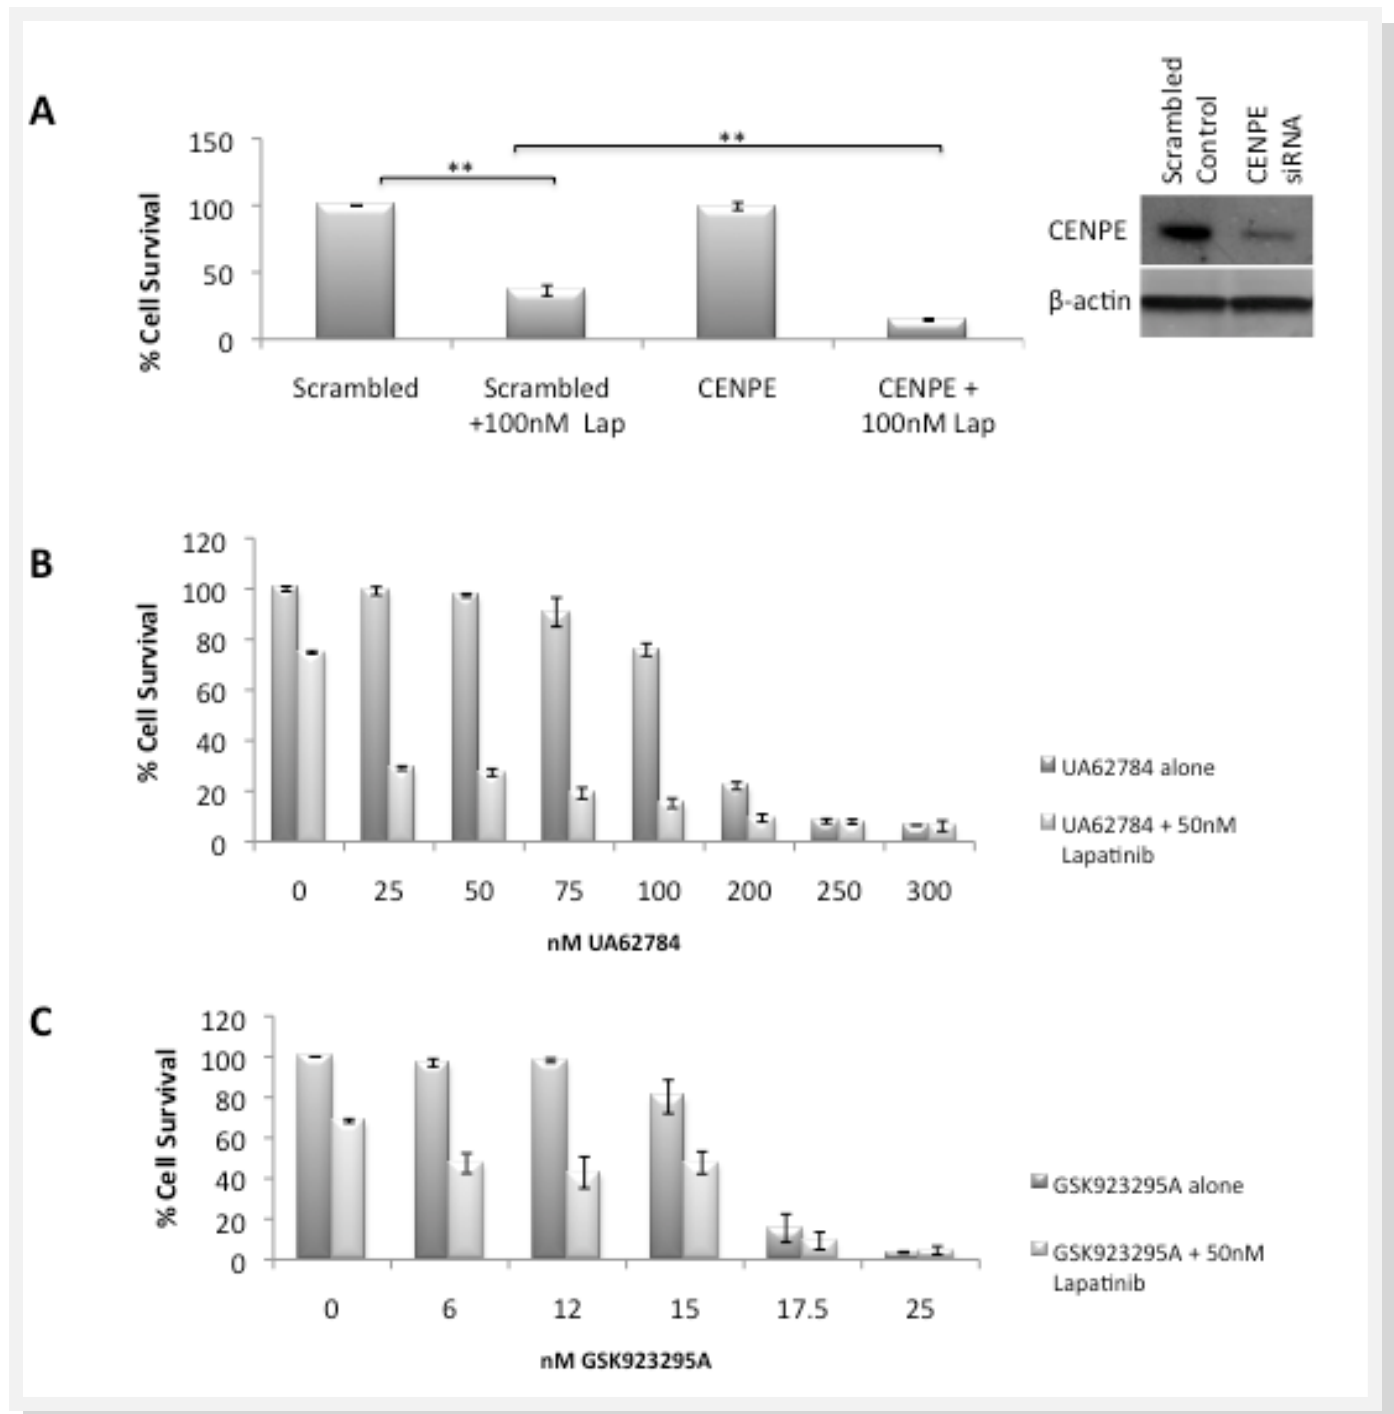 A
150
100
50
0
% Cell Survival
**
**
Scrambled
Scrambled
+100nM Lap
CENPE
CENPE +
100nM Lap
Scrambled
Control
CENPE
siRNA
CENPE
β-actin
B
120
100
80
60
40
20
0
% Cell Survival
0 25 50 75 100 200 250 300
nM UA62784
UA62784 alone
UA62784 + 50nM
Lapatinib
C
120
100
80
60
40
20
0
% Cell Survival
0 6 12 15 17.5 25
nM GSK923295A
GSK923295A alone
GSK923295A + 50nM
Lapatinib